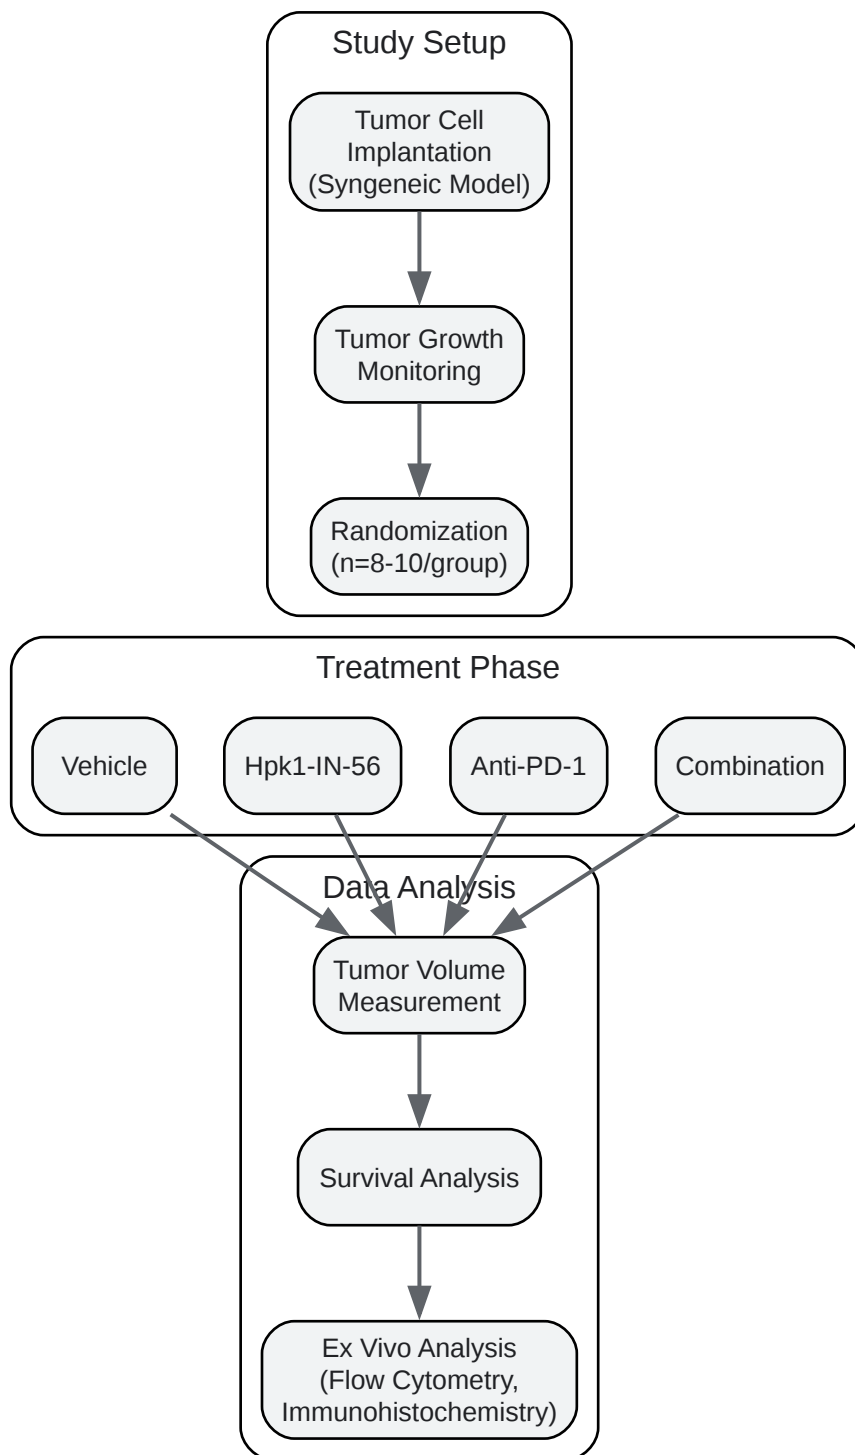 Study Setup
Tumor Cell
Implantation
(Syngeneic Model)
Tumor Growth
Monitoring
Randomization
(n=8-10/group)
Treatment Phase
Vehicle
Hpk1-IN-56
Anti-PD-1
Combination
Data Analysis
Tumor Volume
Measurement
Survival Analysis
Ex Vivo Analysis
(Flow Cytometry,
Immunohistochemistry)